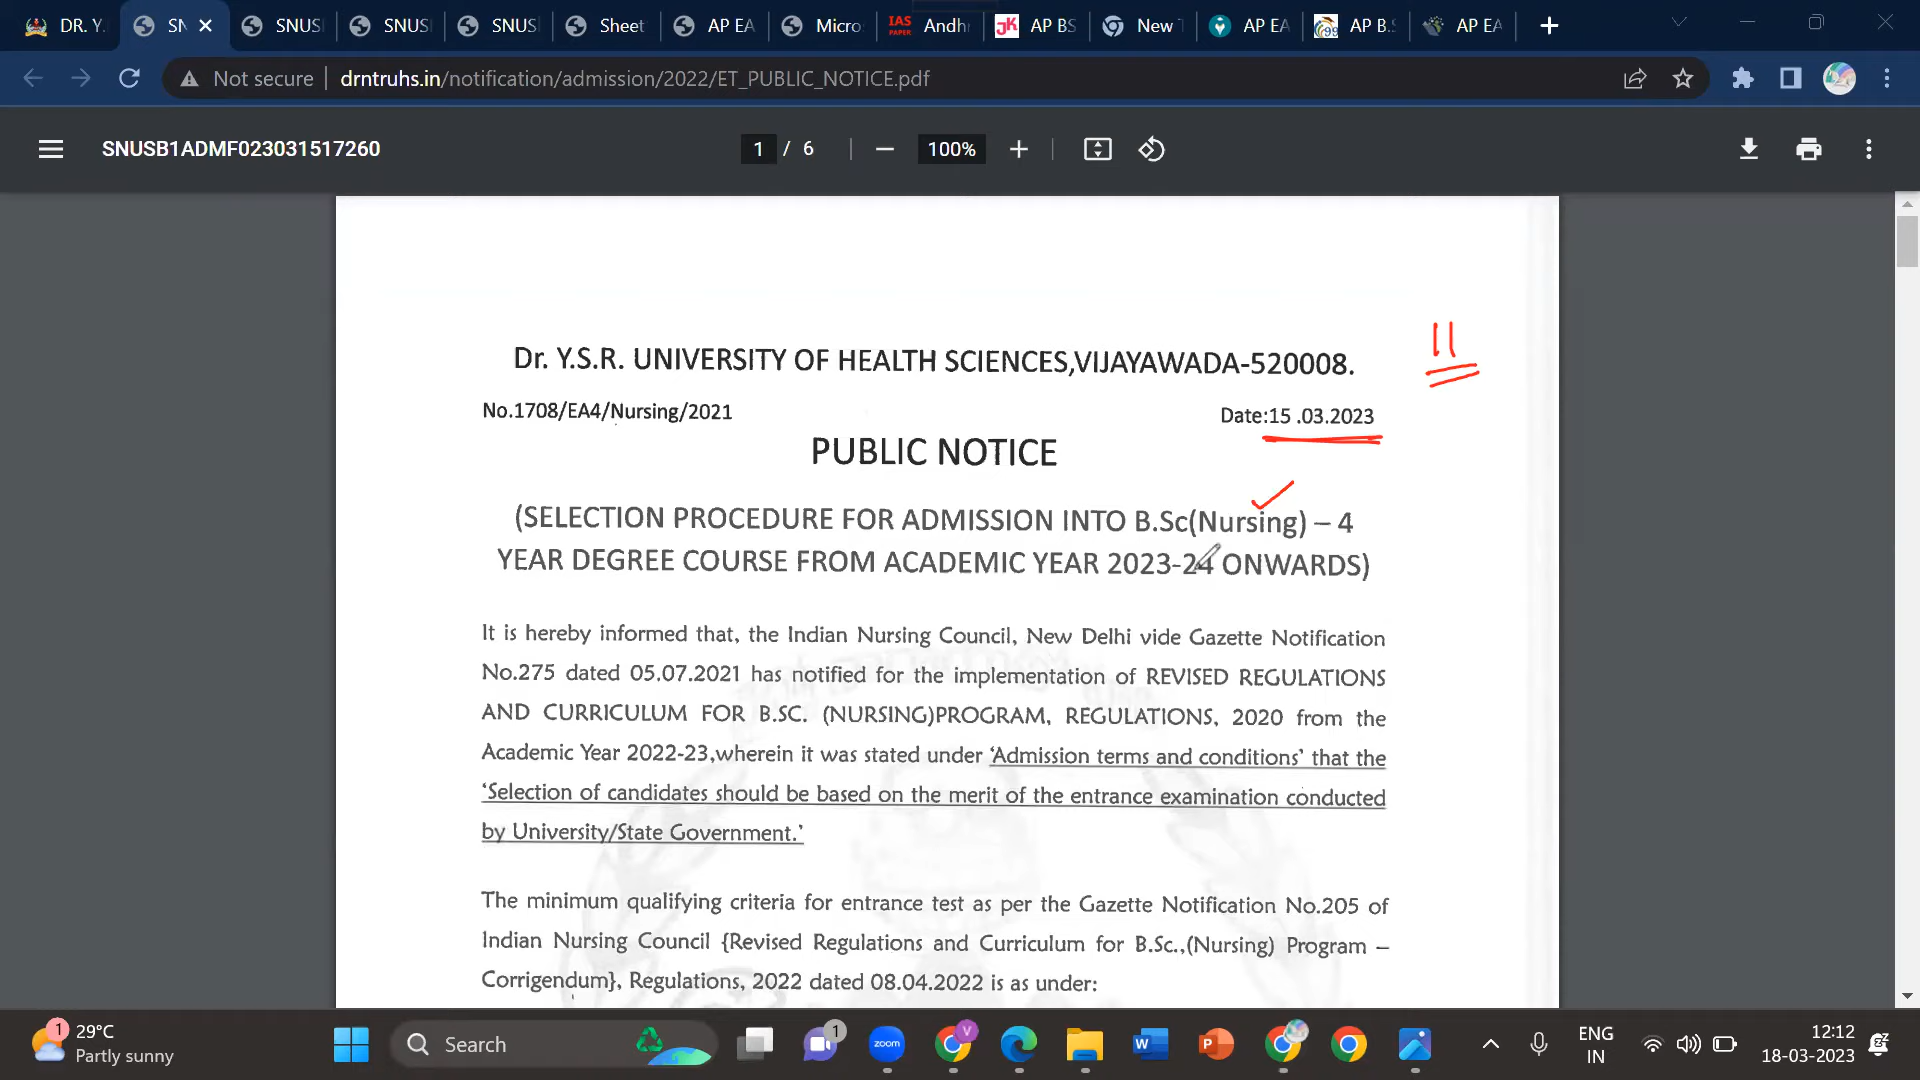 DR. Y.
SN
SNUS
SNUS
SNUS
Sheet
AP EA
Micro
IAS PAPER
Andh
JK
AP BS
New T
AP EA
99
AP B.S
AP EA
Not secure
drntruhs.in/notification/admission/2022/ET_PUBLIC_NOTICE.pdf
SNUSB1ADMF023031517260
1 / 6
100%
11
Dr. Y.S.R. UNIVERSITY OF HEALTH SCIENCES,VIJAYAWADA-520008.
No.1708/EA4/Nursing/2021
Date:15 .03.2023
PUBLIC NOTICE
(SELECTION PROCEDURE FOR ADMISSION INTO B.Sc(Nursing) – 4
YEAR DEGREE COURSE FROM ACADEMIC YEAR 2023-24 ONWARDS)
It is hereby informed that, the Indian Nursing Council, New Delhi vide Gazette Notification
No.275 dated 05.07.2021 has notified for the implementation of REVISED REGULATIONS
AND CURRICULUM FOR B.SC. (NURSING)PROGRAM, REGULATIONS, 2020 from the
Academic Year 2022-23,wherein it was stated under ‘Admission terms and conditions’ that the
‘Selection of candidates should be based on the merit of the entrance examination conducted
by University/State Government.’
The minimum qualifying criteria for entrance test as per the Gazette Notification No.205 of
Indian Nursing Council {Revised Regulations and Curriculum for B.Sc.,(Nursing) Program –
Corrigendum}, Regulations, 2022 dated 08.04.2022 is as under:
1
29°C
Partly sunny
Search
1
zoom
V
W
P
ENG
IN
12:12
18-03-2023